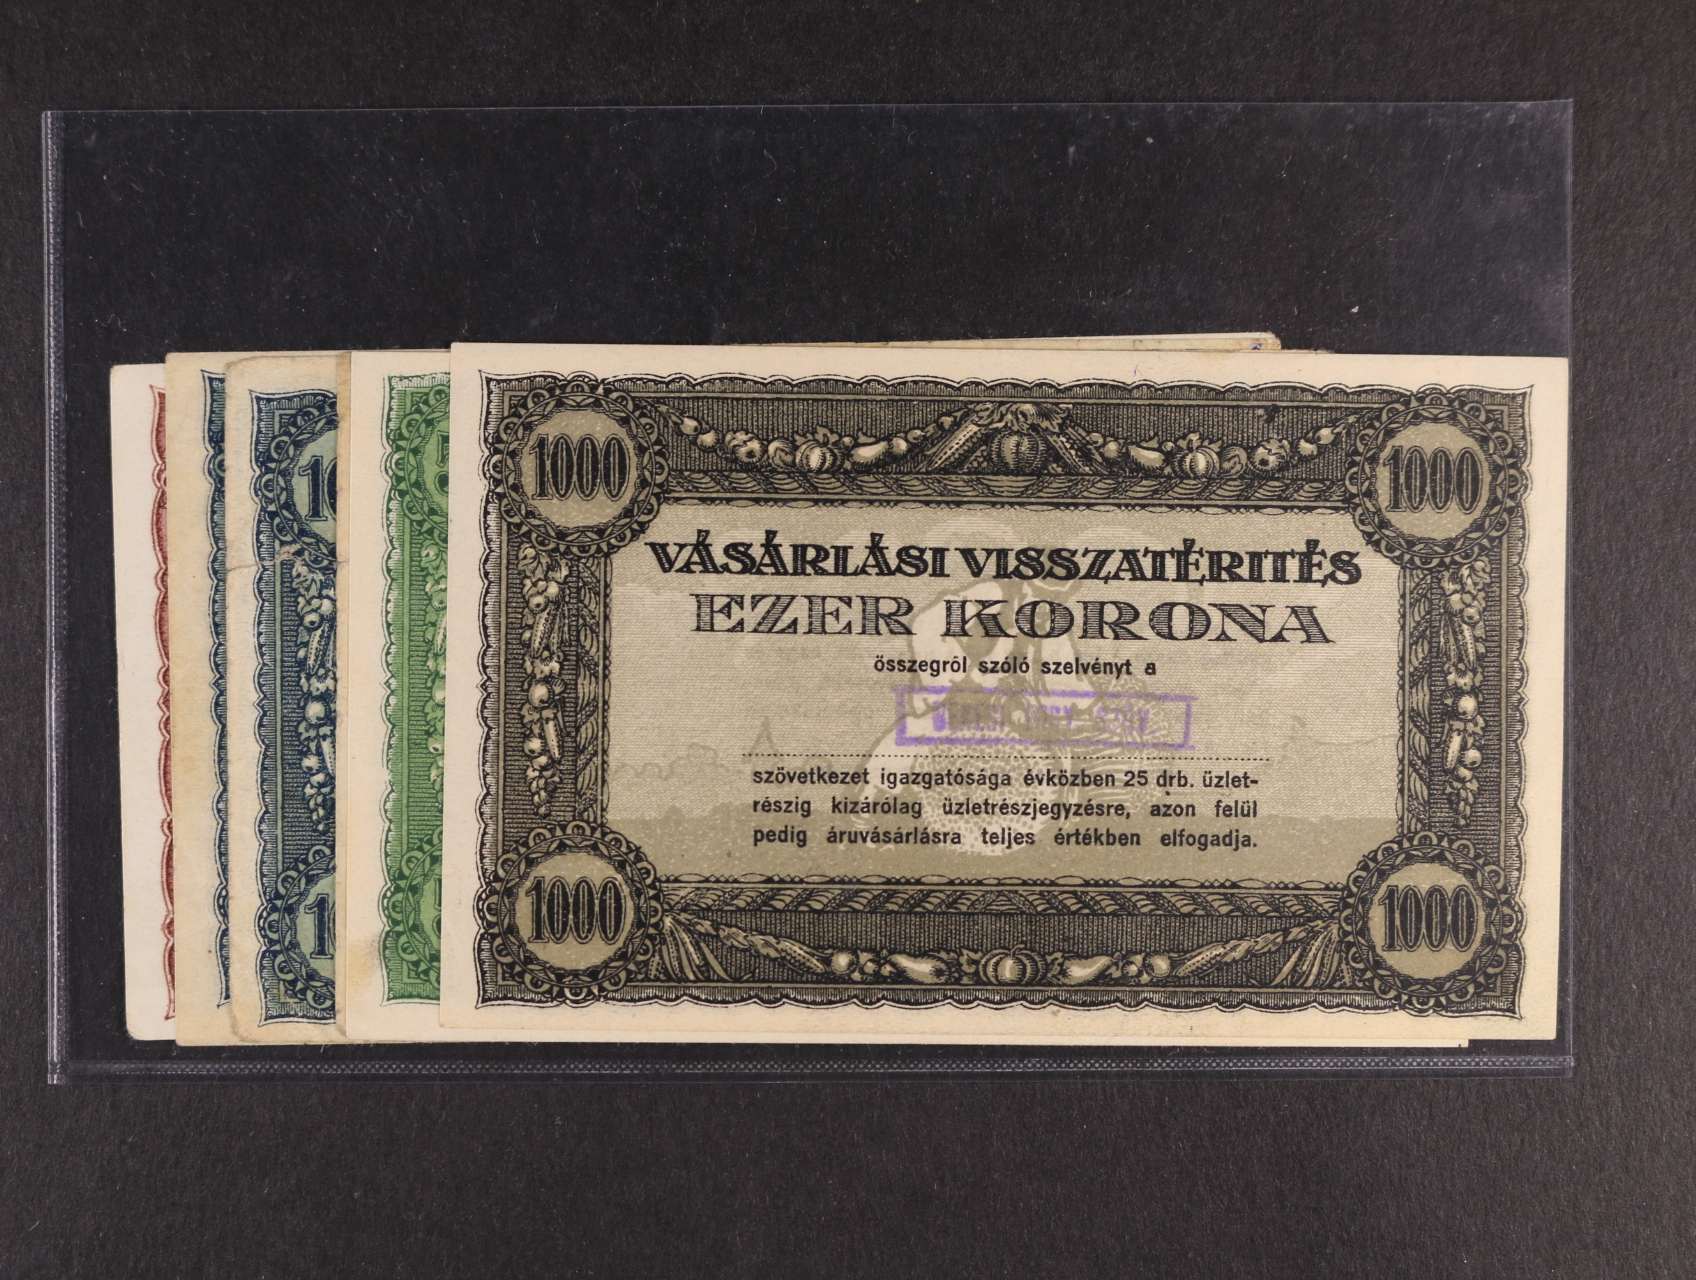 1000
1000
VÁSÁRLÁSI VISSZATÉRITÉS
EZER KORONA
összegről szóló szelvényt a
szövetkezet igazgatósága évközben 25 drb. üzlet-
részig kizárólag üzletrészjegyzésre, azon felül
pedig áruvásárlásra teljes értékben elfogadja.
1000
1000